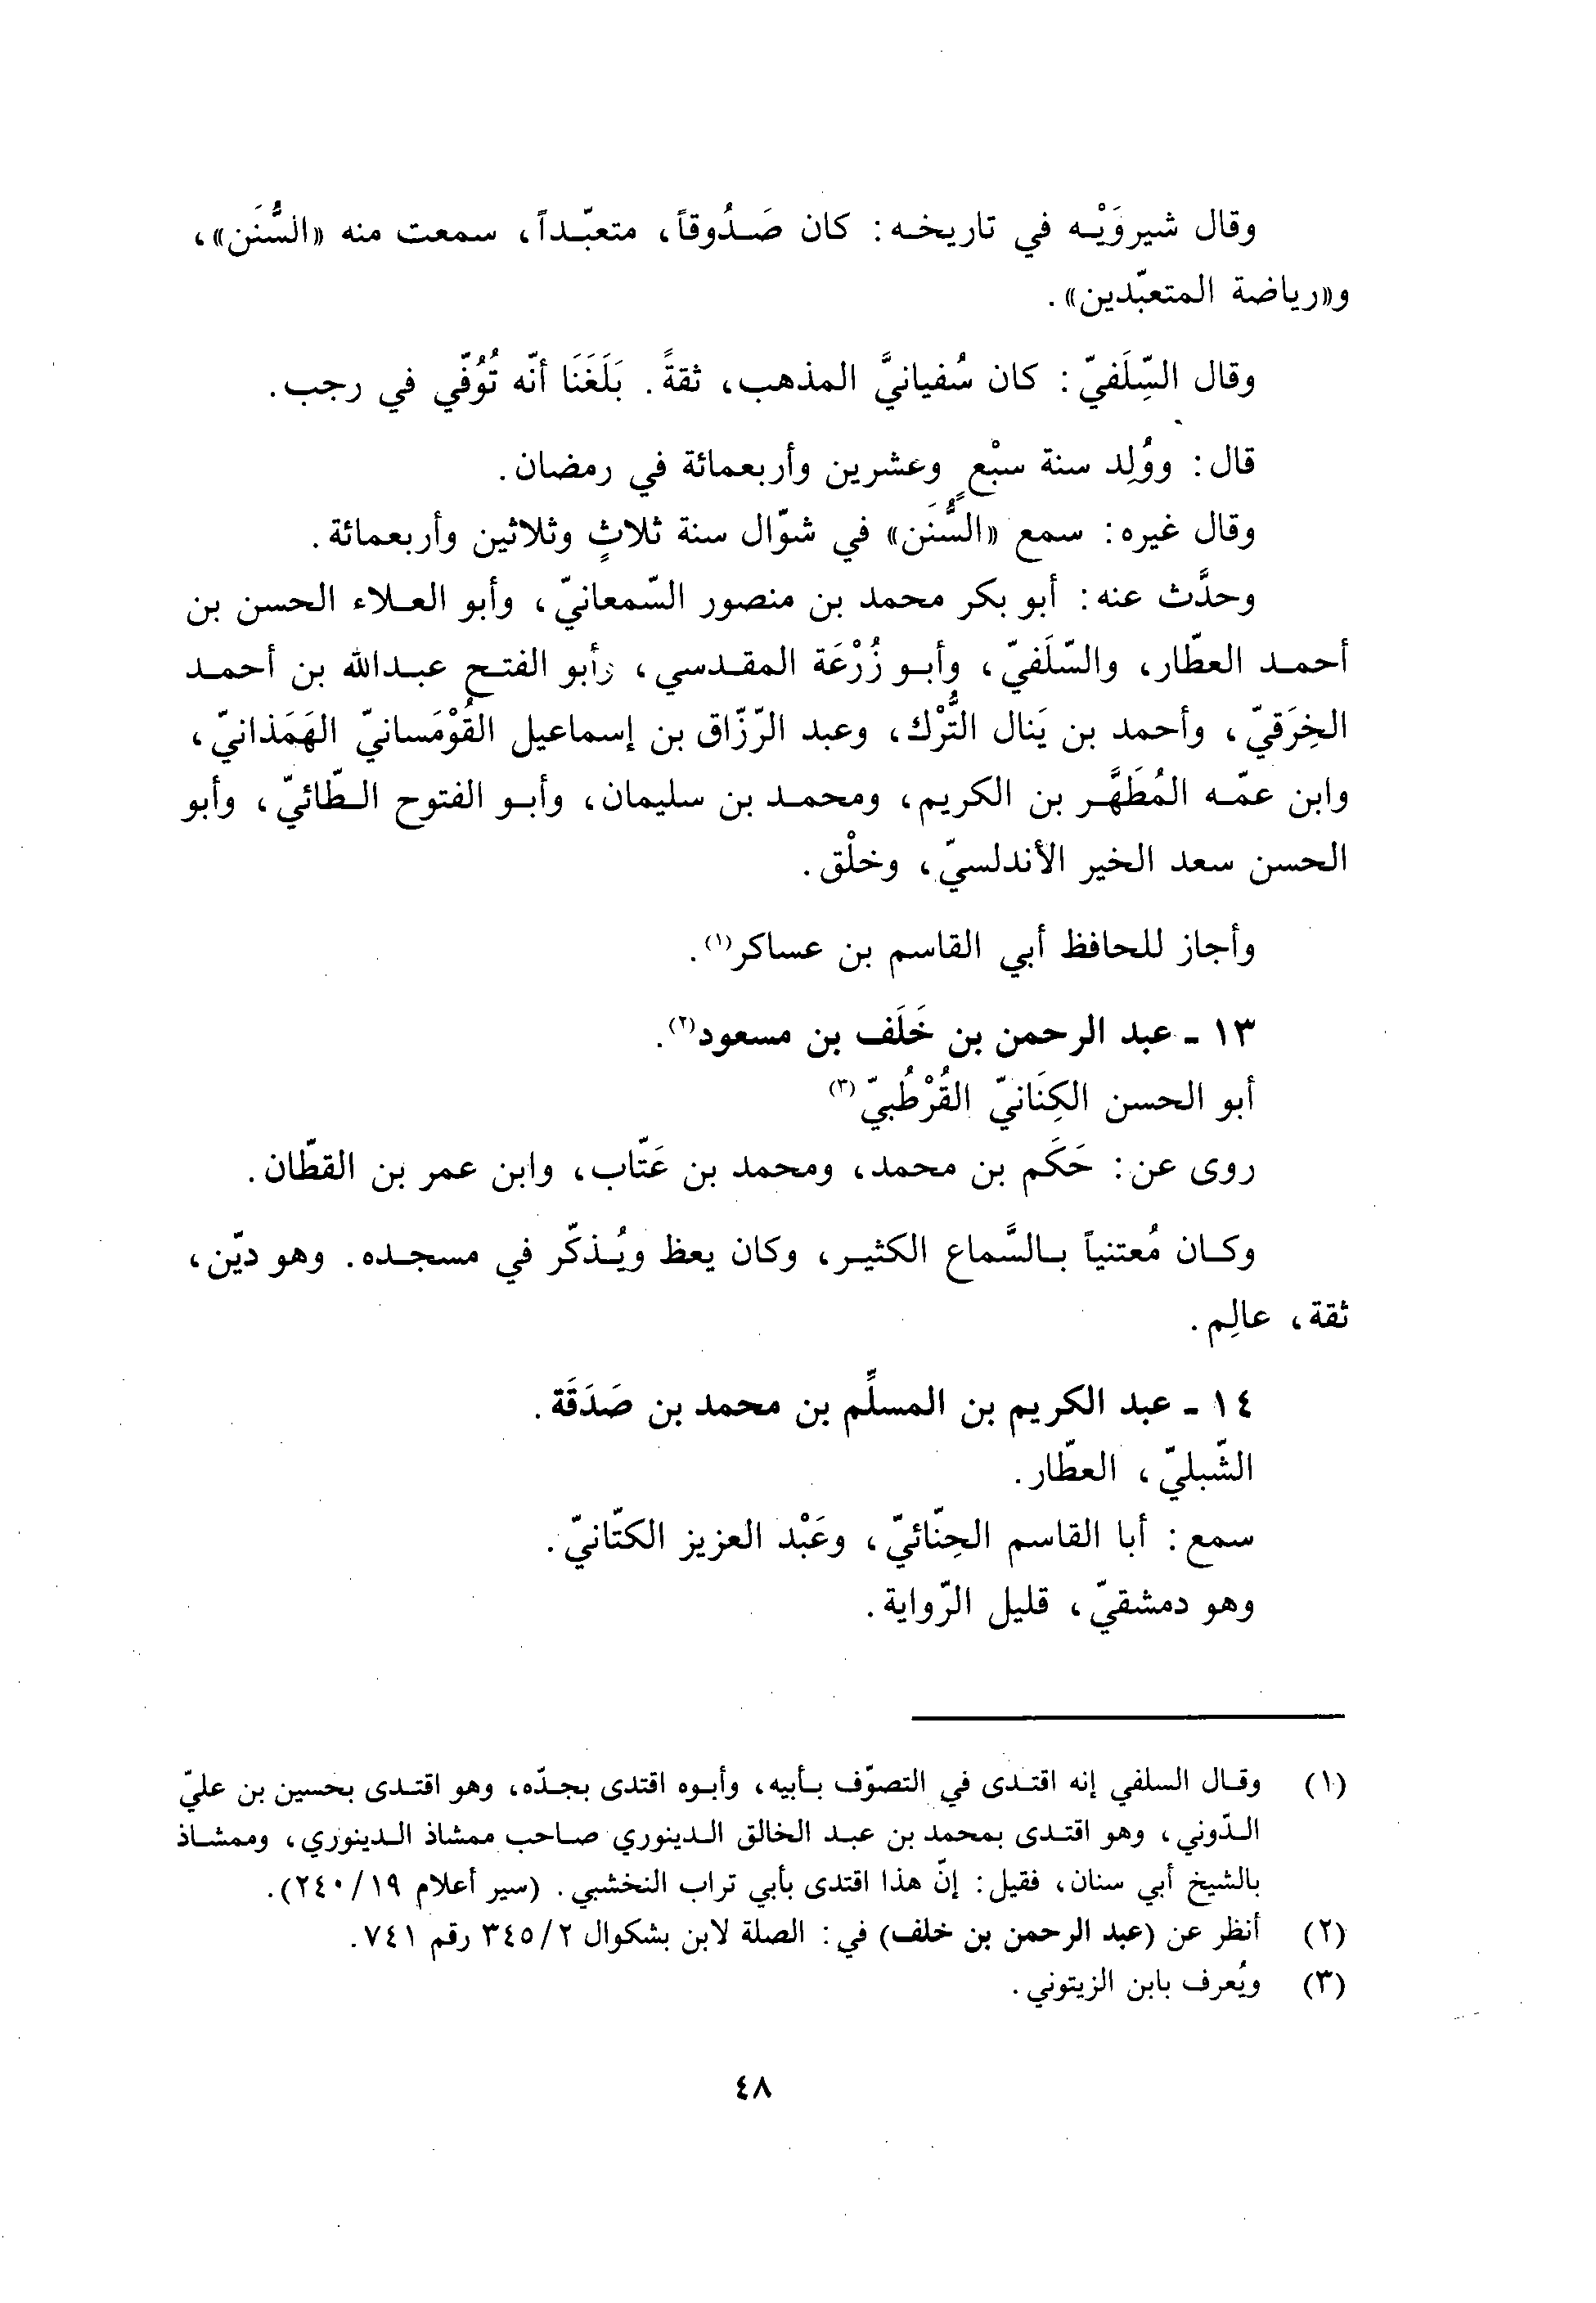 وقال شيروَيْه في تاريخه: كان صَدُوقاً، متعبّداً، سمعت منه «السُّنَن»،
و«رياضة المتعبّدين».
وقال السِّلَفيّ: كان سُفيانيَّ المذهب، ثقةً. بَلَغَنَا أنّه تُوُفّي في رجب.
قال: ووُلِد سنة سبْعٍ وعشرين وأربعمائة في رمضان.
وقال غيره: سمع «السُّنَن» في شوّال سنة ثلاثٍ وثلاثين وأربعمائة.
وحدَّث عنه: أبو بكر محمد بن منصور السّمعانيّ، وأبو العلاء الحسن بن
أحمد العطّار، والسّلَفيّ، وأبو زُرْعَة المقدسي، وأبو الفتح عبدالله بن أحمد
الخِرَقيّ، وأحمد بن يَنال التُّرْك، وعبد الرّزّاق بن إسماعيل القُوْمَسانيّ الهَمَذانيّ،
وابن عمّه المُطَهَّر بن الكريم، ومحمد بن سليمان، وأبو الفتوح الطّائيّ، وأبو
الحسن سعد الخير الأندلسيّ، وخلْق.
وأجاز للحافظ أبي القاسم بن عساكر(١).
١٣ - عبد الرحمن بن خَلَف بن مسعود(٢).
أبو الحسن الكِنَانيّ القُرْطُبيّ(٣)
روى عن: حَكَم بن محمد، ومحمد بن عَتّاب، وابن عمر بن القطّان.
وكان مُعتنياً بالسَّماع الكثير، وكان يعظ ويُذكّر في مسجده. وهو ديّن،
ثقة، عالِم.
١٤ - عبد الكريم بن المسلَّم بن محمد بن صَدَقَة.
الشّبليّ، العطّار.
سمع: أبا القاسم الحِنّائيّ، وعَبْد العزيز الكتّانيّ.
وهو دمشقيّ، قليل الرّواية.
(١) وقال السلفي إنه اقتدى في التصوّف بأبيه، وأبوه اقتدى بجدّه، وهو اقتدى بحسين بن عليّ
الدّوني، وهو اقتدى بمحمد بن عبد الخالق الدينوري صاحب ممشاذ الدينوري، وممشاذ
بالشيخ أبي سنان، فقيل: إنّ هذا اقتدى بأبي تراب النخشبي. (سير أعلام ١٩/ ٢٤٠).
(٢) أنظر عن (عبد الرحمن بن خلف) في: الصلة لابن بشكوال ٢/ ٣٤٥ رقم ٧٤١.
(٣) ويُعرف بابن الزيتوني.
٤٨